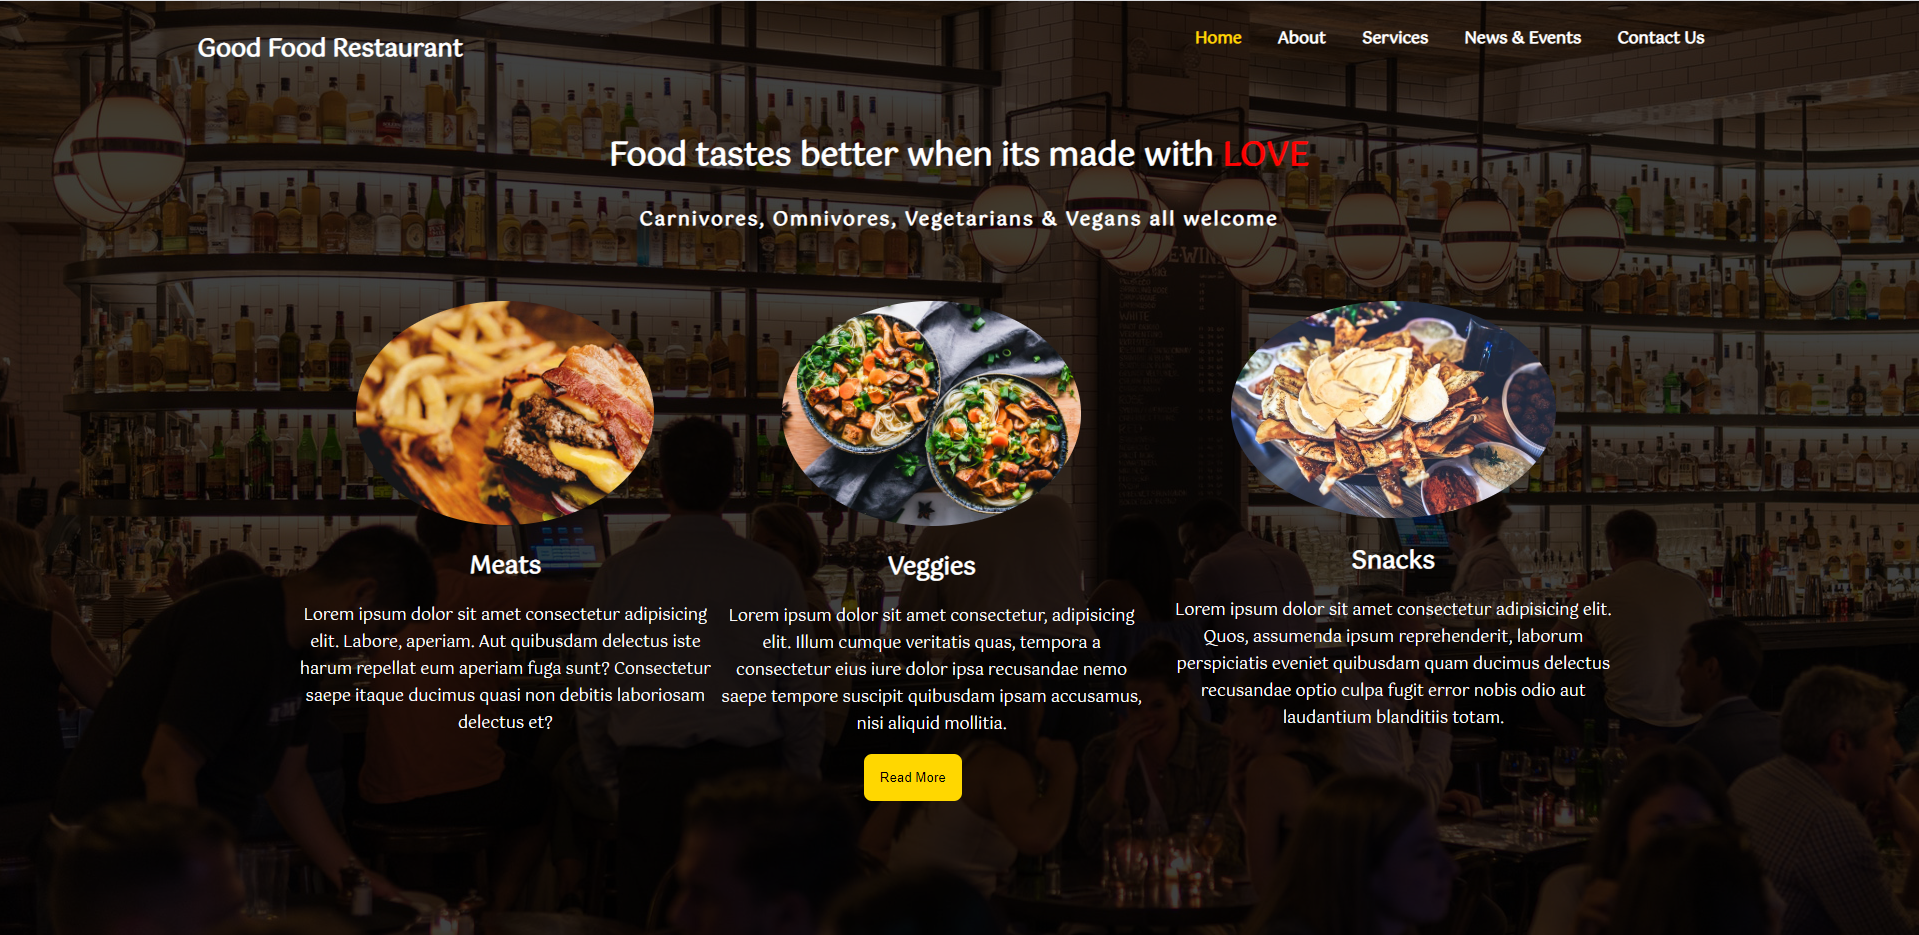 Good Food Restaurant
Home About Services News & Events Contact Us
Food tastes better when its made with LOVE
Carnivores, Omnivores, Vegetarians & Vegans all welcome
Meats
Lorem ipsum dolor sit amet consectetur adipisicing
elit. Labore, aperiam. Aut quibusdam delectus iste
harum repellat eum aperiam fuga sunt? Consectetur
saepe itaque ducimus quasi non debitis laboriosam
delectus et?
Veggies
Lorem ipsum dolor sit amet consectetur, adipisicing
elit. Illum cumque veritatis quas, tempora a
consectetur eius iure dolor ipsa recusandae nemo
saepe tempore suscipit quibusdam ipsam accusamus,
nisi aliquid mollitia.
Snacks
Lorem ipsum dolor sit amet consectetur adipisicing elit.
Quos, assumenda ipsum reprehenderit, laborum
perspiciatis eveniet quibusdam quam ducimus delectus
recusandae optio culpa fugit error nobis odio aut
laudantium blanditiis totam.
Read More